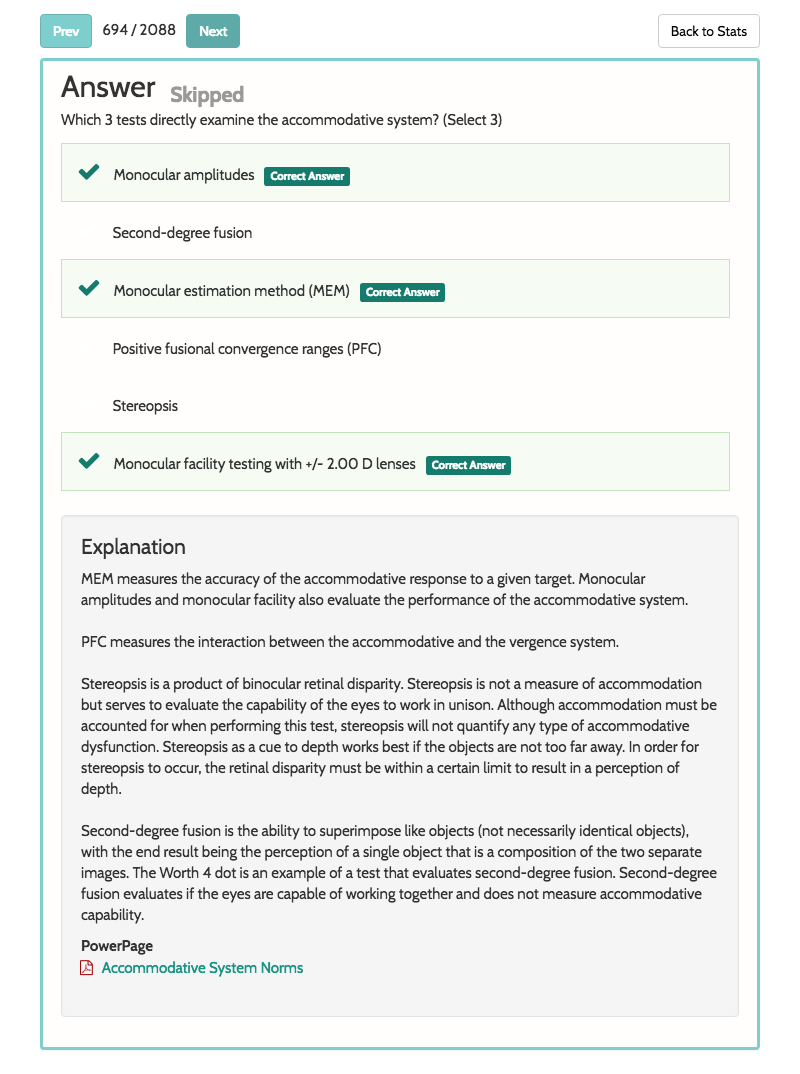 Prev 694 / 2088 Next Back to Stats
Answer Skipped
Which 3 tests directly examine the accommodative system? (Select 3)
Monocular amplitudes Correct Answer
Second-degree fusion
Monocular estimation method (MEM) Correct Answer
Positive fusional convergence ranges (PFC)
Stereopsis
Monocular facility testing with +/- 2.00 D lenses Correct Answer
Explanation
MEM measures the accuracy of the accommodative response to a given target. Monocular
amplitudes and monocular facility also evaluate the performance of the accommodative system.
PFC measures the interaction between the accommodative and the vergence system.
Stereopsis is a product of binocular retinal disparity. Stereopsis is not a measure of accommodation
but serves to evaluate the capability of the eyes to work in unison. Although accommodation must be
accounted for when performing this test, stereopsis will not quantify any type of accommodative
dysfunction. Stereopsis as a cue to depth works best if the objects are not too far away. In order for
stereopsis to occur, the retinal disparity must be within a certain limit to result in a perception of
depth.
Second-degree fusion is the ability to superimpose like objects (not necessarily identical objects),
with the end result being the perception of a single object that is a composition of the two separate
images. The Worth 4 dot is an example of a test that evaluates second-degree fusion. Second-degree
fusion evaluates if the eyes are capable of working together and does not measure accommodative
capability.
PowerPage
Accommodative System Norms